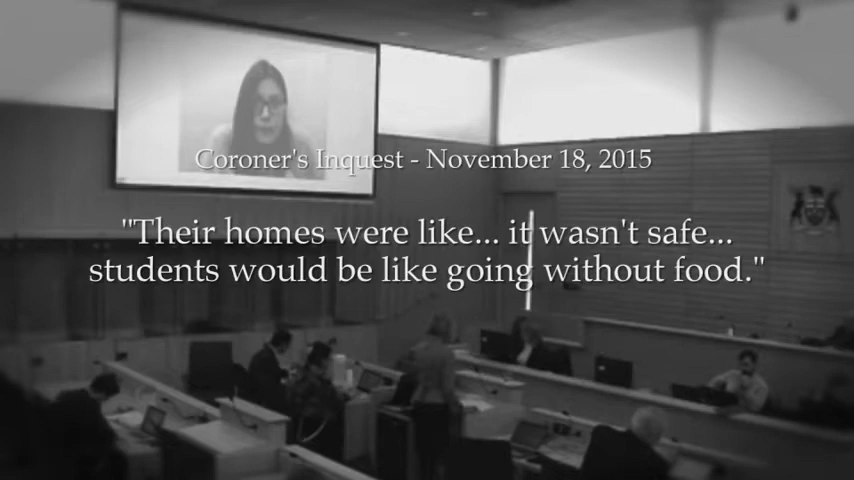 Coroner's Inquest - November 18, 2015
"Their homes were like... it wasn't safe...
students would be like going without food."